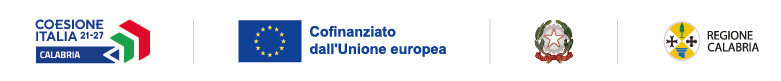 COESIONE
ITALIA 21-27
CALABRIA
Cofinanziato
dall'Unione europea
REGIONE
CALABRIA